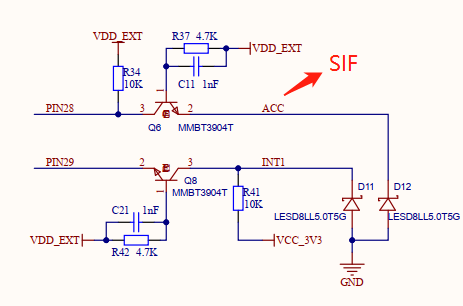 VDD_EXT
R37 4.7K
VDD_EXT
SIF
R34
10K
C11 1nF
1
PIN28
3
2
ACC
Q6
MMBT3904T
PIN29
2
3
INT1
Q8
MMBT3904T
1
R41
10K
D11
D12
LESD8LL5.0T5G
LESD8LL5.0T5G
C21 1nF
VDD_EXT
R42 4.7K
VCC_3V3
GND